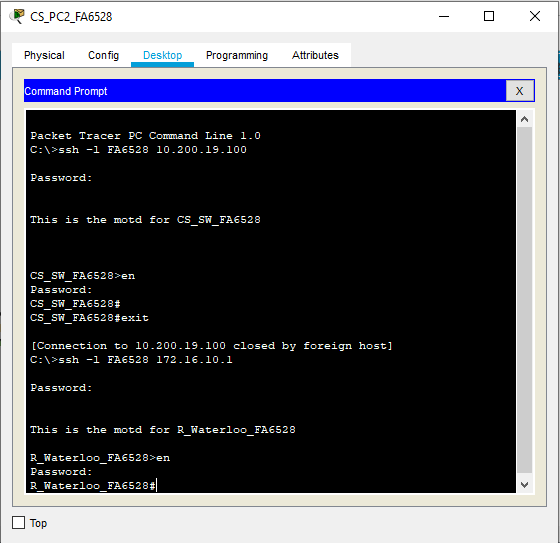 CS_PC2_FA6528
Physical Config Desktop Programming Attributes
Command Prompt X
Packet Tracer PC Command Line 1.0
C:\>ssh -l FA6528 10.200.19.100
Password:
This is the motd for CS_SW_FA6528
CS_SW_FA6528>en
Password:
CS_SW_FA6528#
CS_SW_FA6528#exit
[Connection to 10.200.19.100 closed by foreign host]
C:\>ssh -l FA6528 172.16.10.1
Password:
This is the motd for R_Waterloo_FA6528
R_Waterloo_FA6528>en
Password:
R_Waterloo_FA6528#
Top